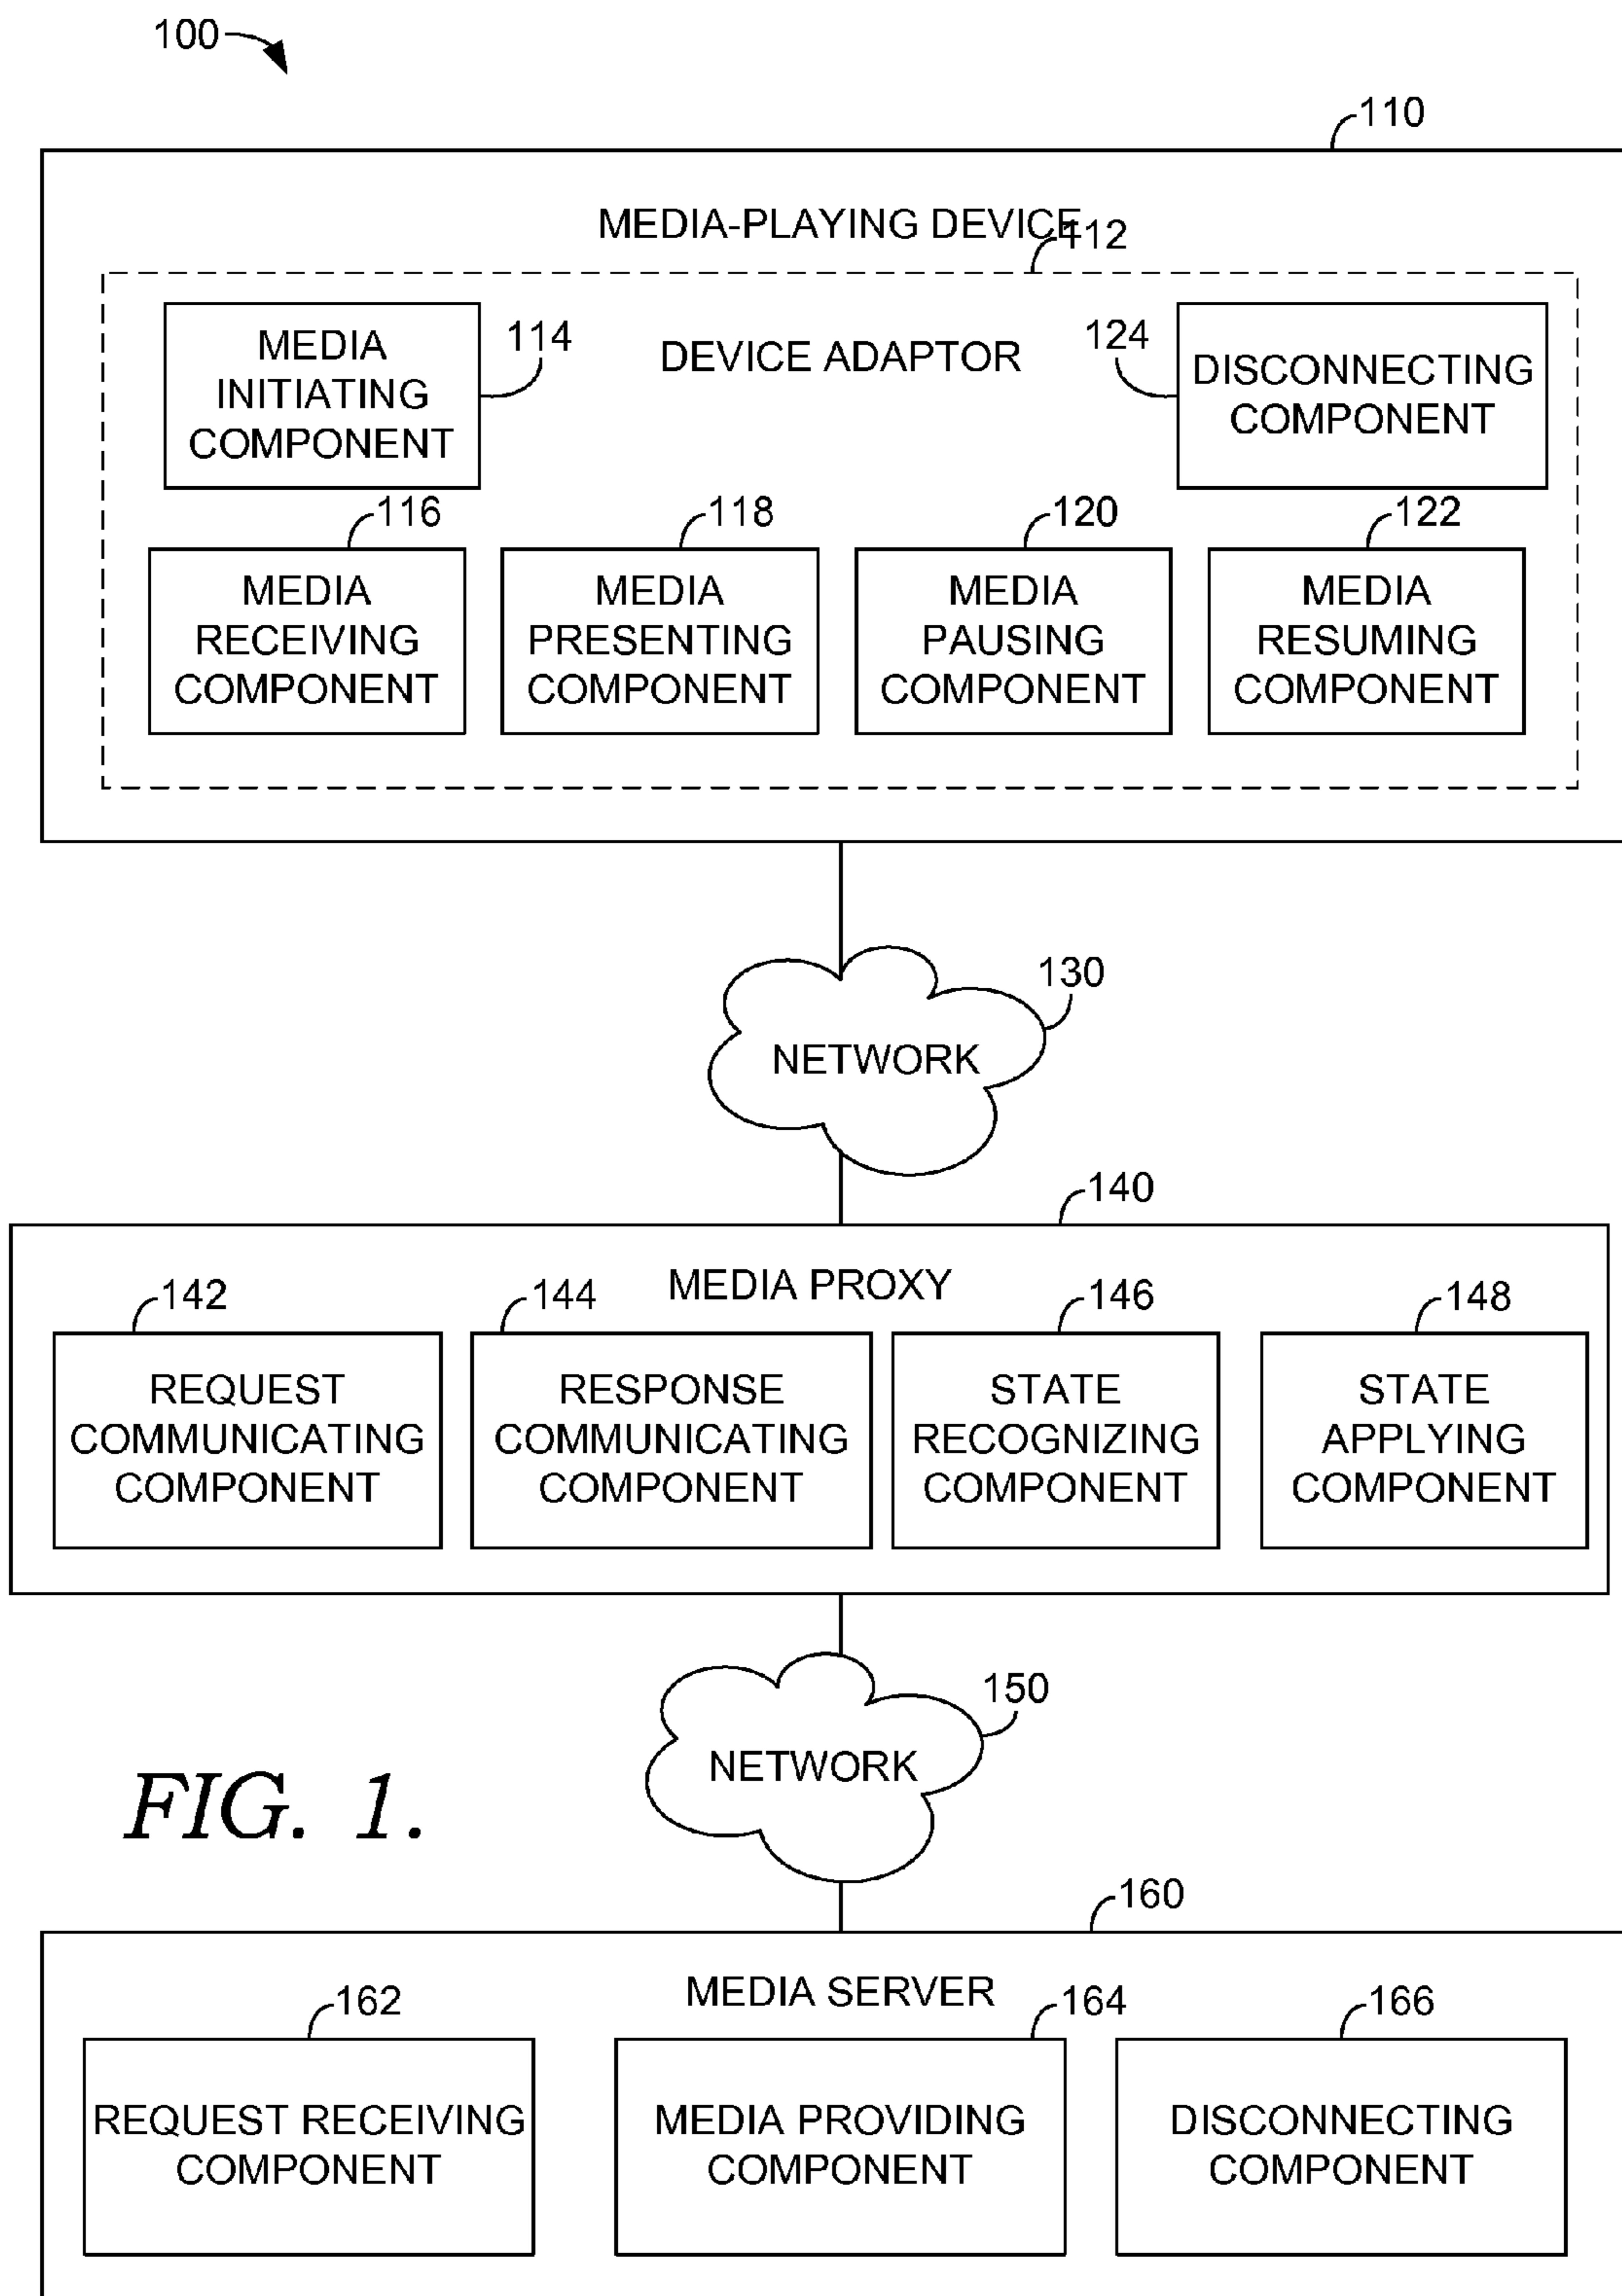 100
110
MEDIA-PLAYING DEVICE
112
MEDIA
INITIATING
COMPONENT
114
DEVICE ADAPTOR
124
DISCONNECTING
COMPONENT
116
118
120
122
MEDIA
RECEIVING
COMPONENT
MEDIA
PRESENTING
COMPONENT
MEDIA
PAUSING
COMPONENT
MEDIA
RESUMING
COMPONENT
130
NETWORK
140
MEDIA PROXY
142
144
146
148
REQUEST
COMMUNICATING
COMPONENT
RESPONSE
COMMUNICATING
COMPONENT
STATE
RECOGNIZING
COMPONENT
STATE
APPLYING
COMPONENT
150
NETWORK
FIG. 1.
160
MEDIA SERVER
162
164
166
REQUEST RECEIVING
COMPONENT
MEDIA PROVIDING
COMPONENT
DISCONNECTING
COMPONENT